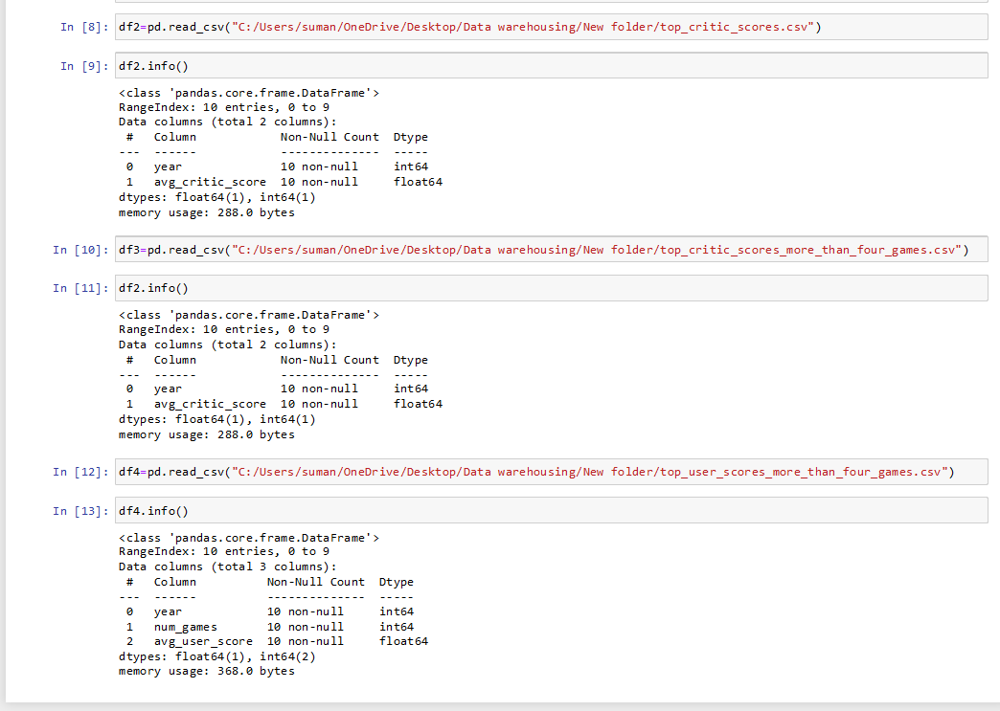 In [8]: df2=pd.read_csv("C:/Users/suman/OneDrive/Desktop/Data warehousing/New folder/top_critic_scores.csv")
In [9]: df2.info()
<class 'pandas.core.frame.DataFrame'>
RangeIndex: 10 entries, 0 to 9
Data columns (total 2 columns):
 #   Column            Non-Null Count  Dtype
---  ------            --------------  -----
 0   year              10 non-null     int64
 1   avg_critic_score  10 non-null     float64
dtypes: float64(1), int64(1)
memory usage: 288.0 bytes
In [10]: df3=pd.read_csv("C:/Users/suman/OneDrive/Desktop/Data warehousing/New folder/top_critic_scores_more_than_four_games.csv")
In [11]: df2.info()
<class 'pandas.core.frame.DataFrame'>
RangeIndex: 10 entries, 0 to 9
Data columns (total 2 columns):
 #   Column            Non-Null Count  Dtype
---  ------            --------------  -----
 0   year              10 non-null     int64
 1   avg_critic_score  10 non-null     float64
dtypes: float64(1), int64(1)
memory usage: 288.0 bytes
In [12]: df4=pd.read_csv("C:/Users/suman/OneDrive/Desktop/Data warehousing/New folder/top_user_scores_more_than_four_games.csv")
In [13]: df4.info()
<class 'pandas.core.frame.DataFrame'>
RangeIndex: 10 entries, 0 to 9
Data columns (total 3 columns):
 #   Column          Non-Null Count  Dtype
---  ------          --------------  -----
 0   year            10 non-null     int64
 1   num_games       10 non-null     int64
 2   avg_user_score  10 non-null     float64
dtypes: float64(1), int64(2)
memory usage: 368.0 bytes